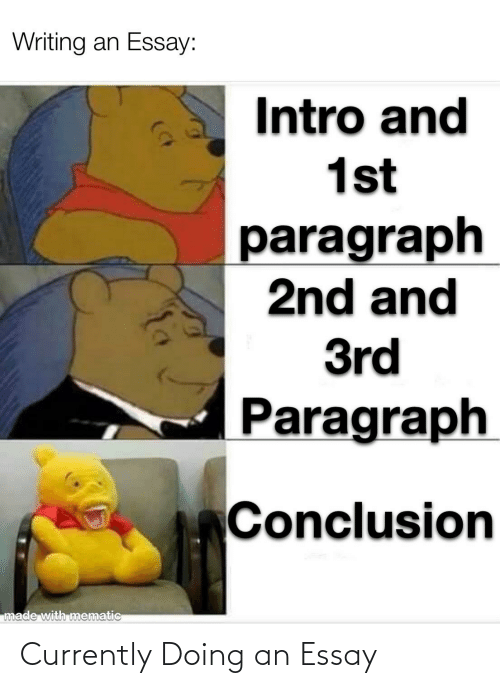 Writing an Essay:
Intro and
1st
paragraph
2nd and
3rd
Paragraph
Conclusion
made with mematic
Currently Doing an Essay